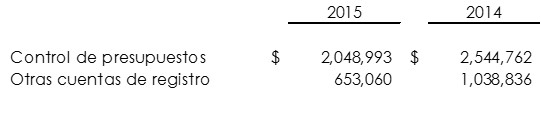 2015 2014
Control de presupuestos $ 2,048,993 $ 2,544,762
Otras cuentas de registro 653,060 1,038,836